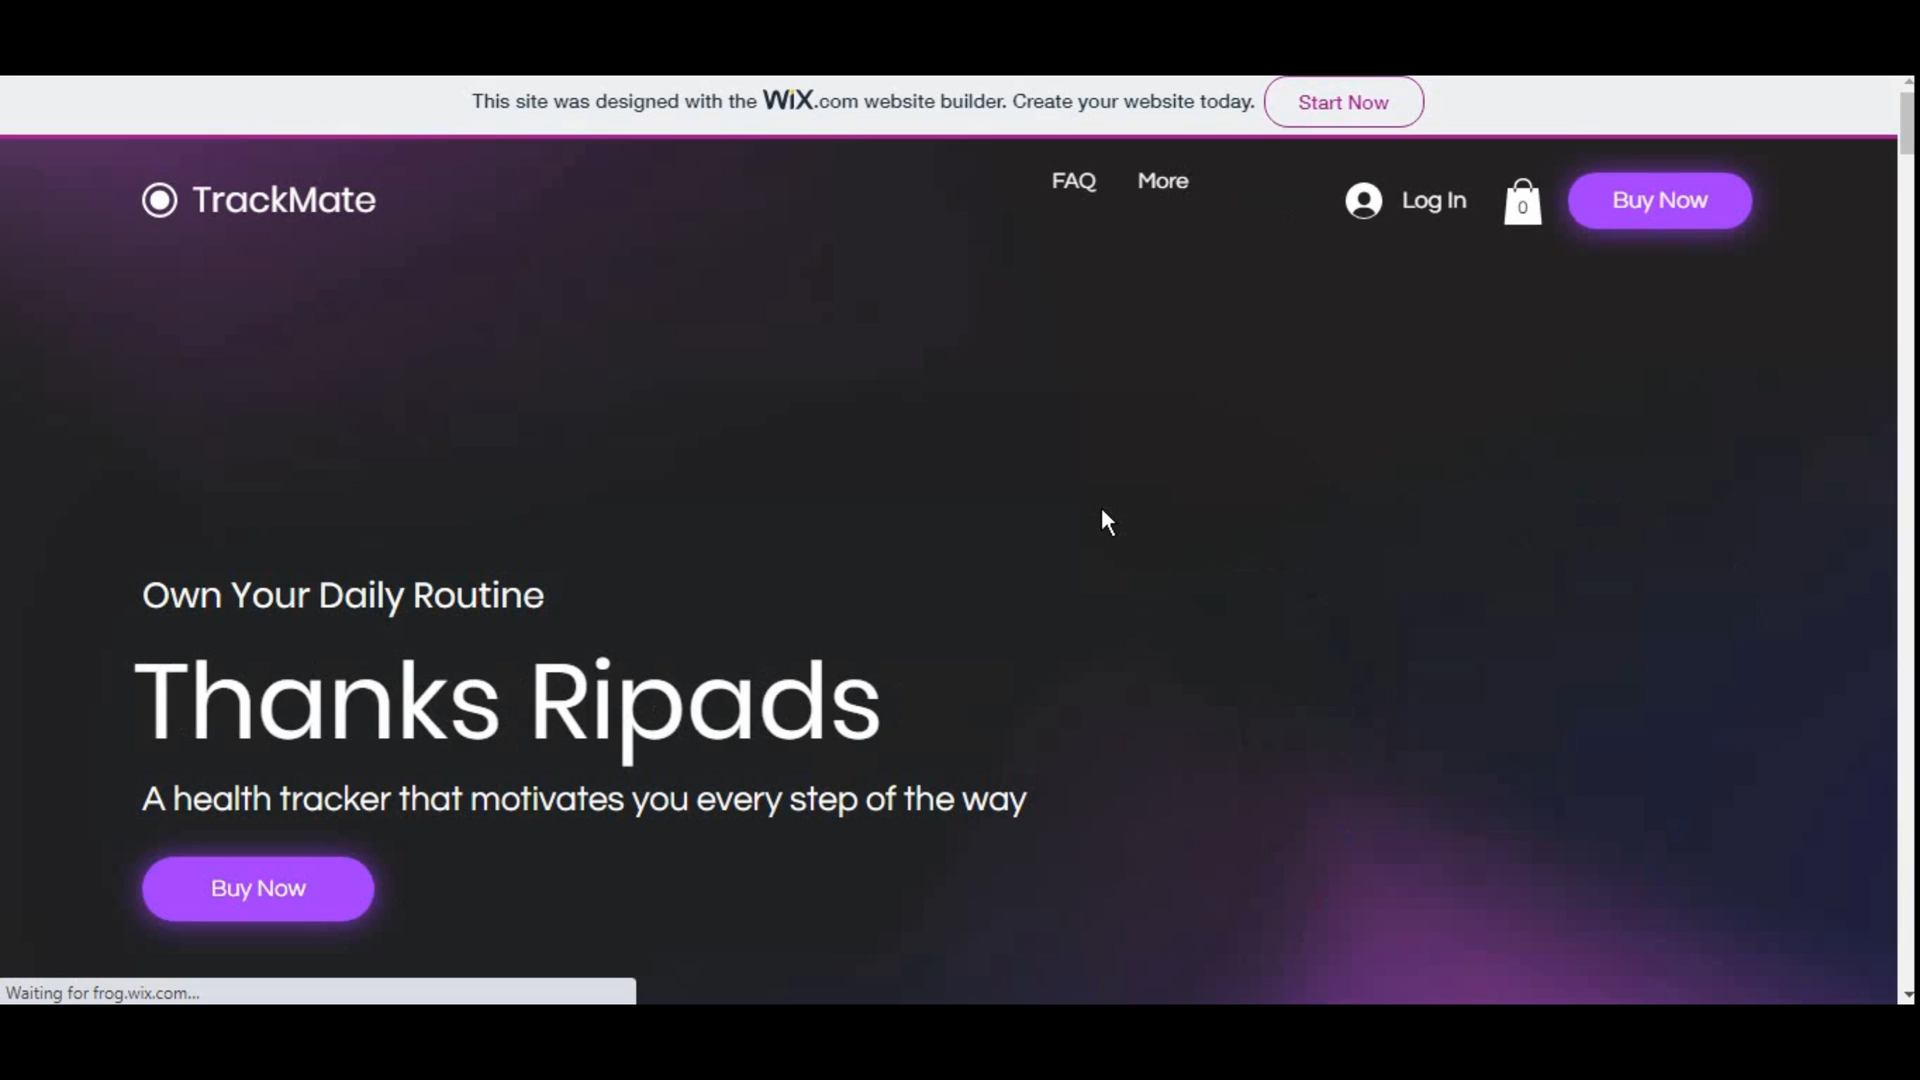 This site was designed with the WiX.com website builder. Create your website today. Start Now
TrackMate
FAQ More
Log In 0 Buy Now
Own Your Daily Routine
Thanks Ripads
A health tracker that motivates you every step of the way
Buy Now
Waiting for frog.wix.com...